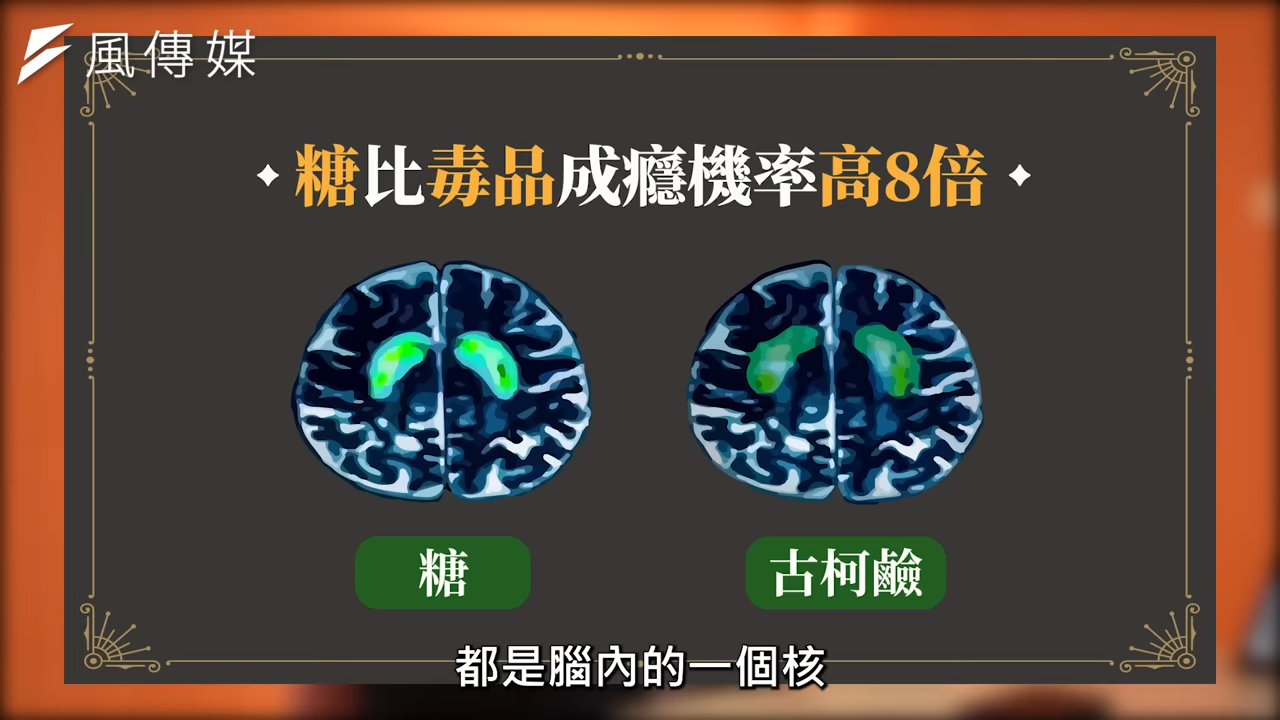 風傳媒
糖比毒品成癮機率高8倍
糖
古柯鹼
都是腦內的一個核